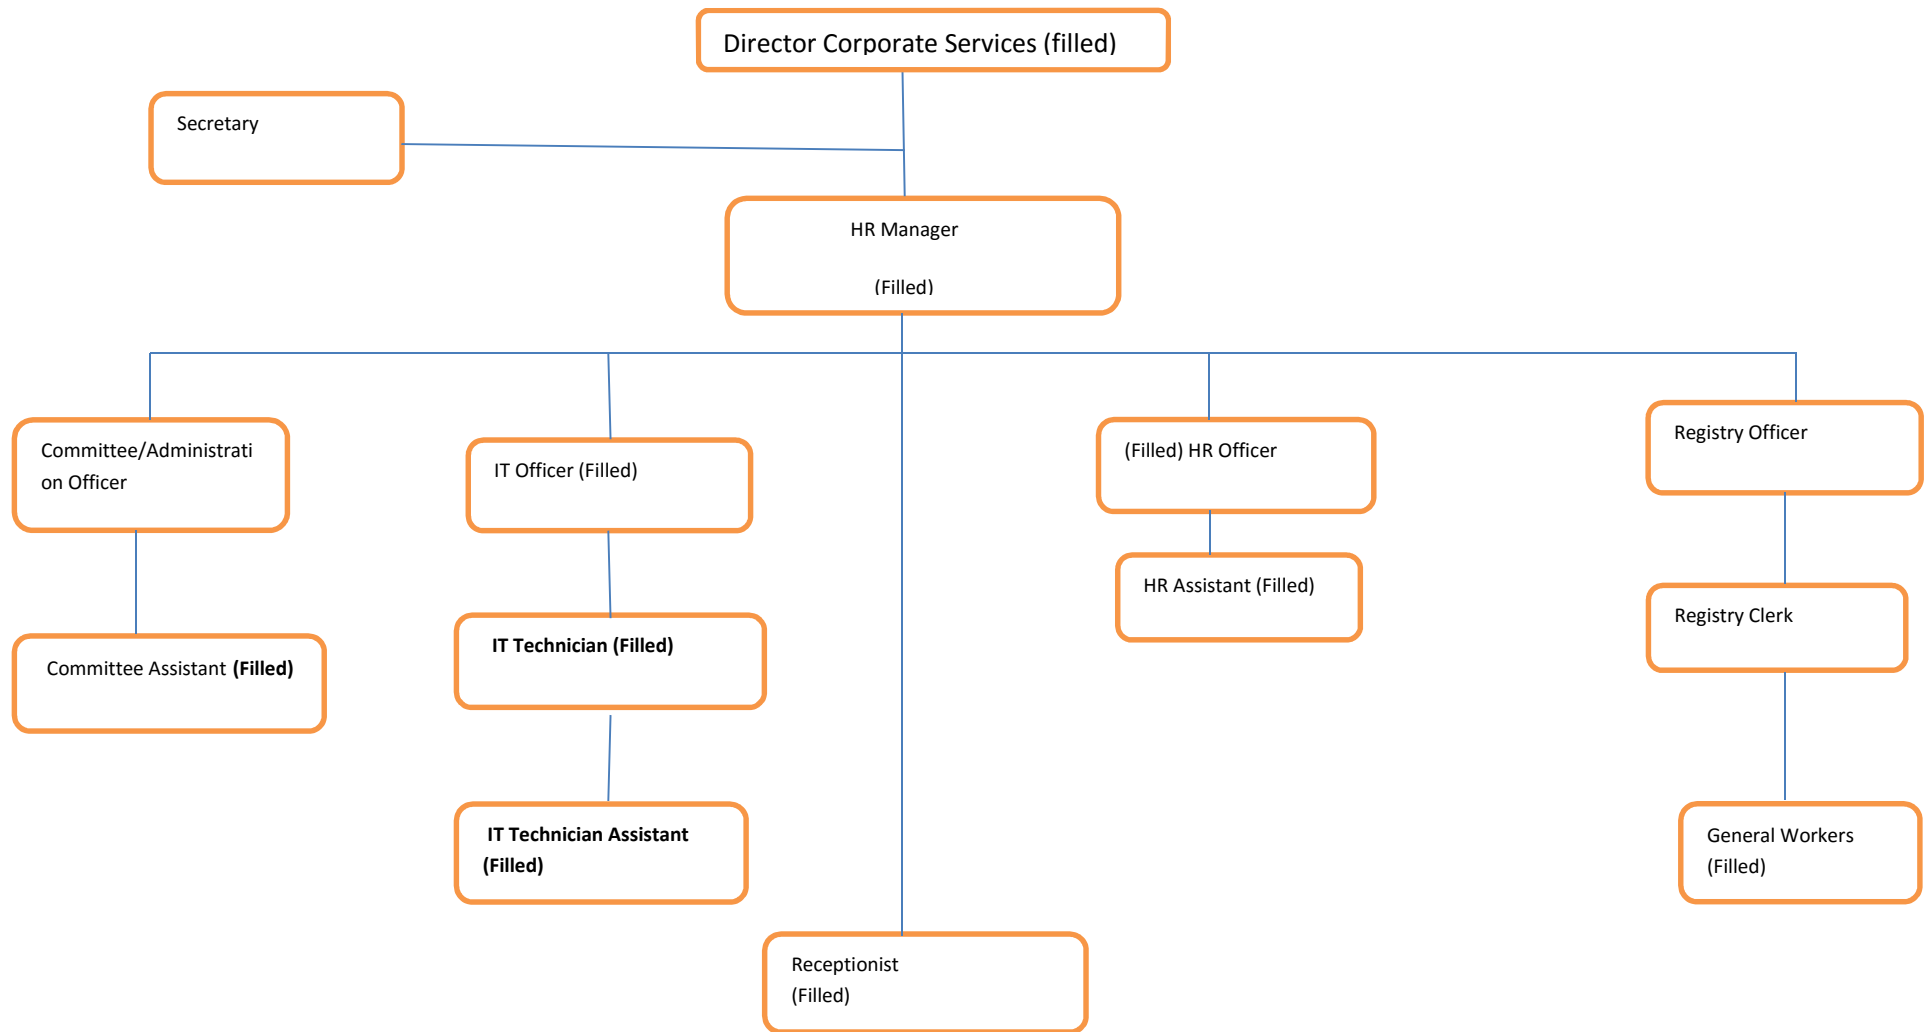 Director Corporate Services (filled)
Secretary
HR Manager
(Filled)
Committee/Administrati
on Officer
IT Officer (Filled)
(Filled) HR Officer
Registry Officer
HR Assistant (Filled)
Registry Clerk
Committee Assistant (Filled)
IT Technician (Filled)
IT Technician Assistant
(Filled)
General Workers
(Filled)
Receptionist
(Filled)